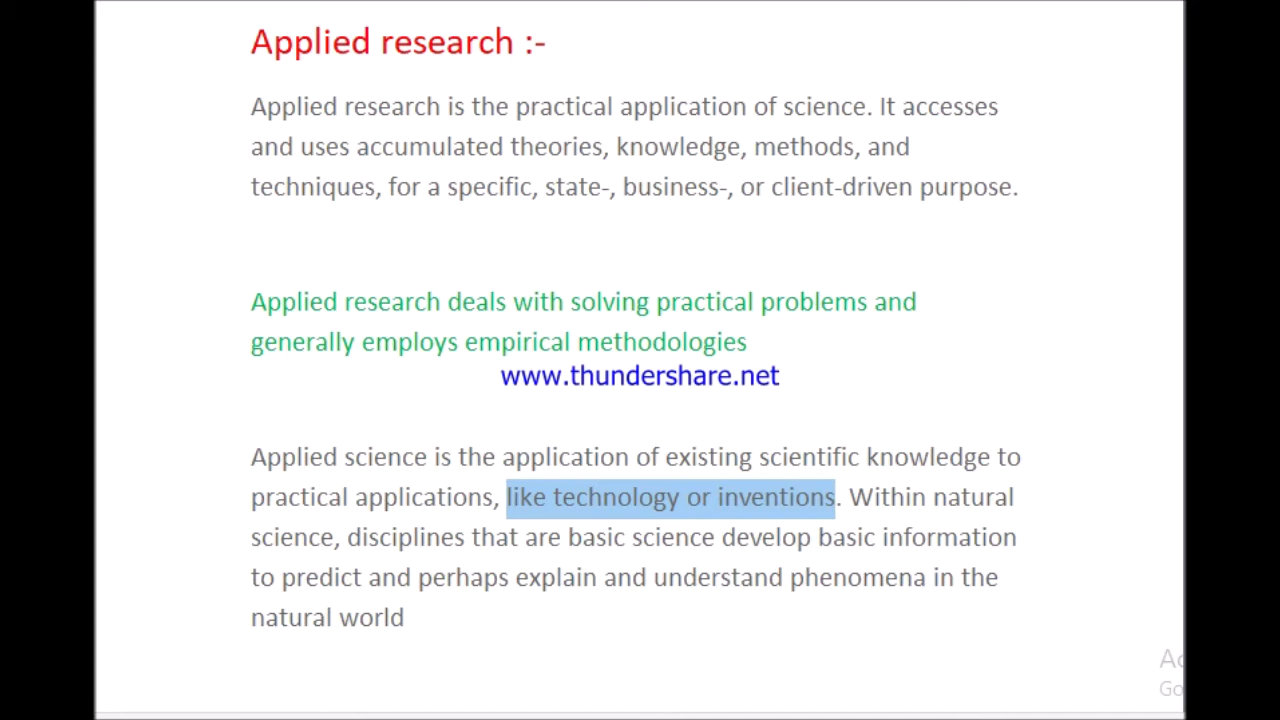 Applied research :-
Applied research is the practical application of science. It accesses
and uses accumulated theories, knowledge, methods, and
techniques, for a specific, state-, business-, or client-driven purpose.
Applied research deals with solving practical problems and
generally employs empirical methodologies
www.thundershare.net
Applied science is the application of existing scientific knowledge to
practical applications, like technology or inventions. Within natural
science, disciplines that are basic science develop basic information
to predict and perhaps explain and understand phenomena in the
natural world
Go